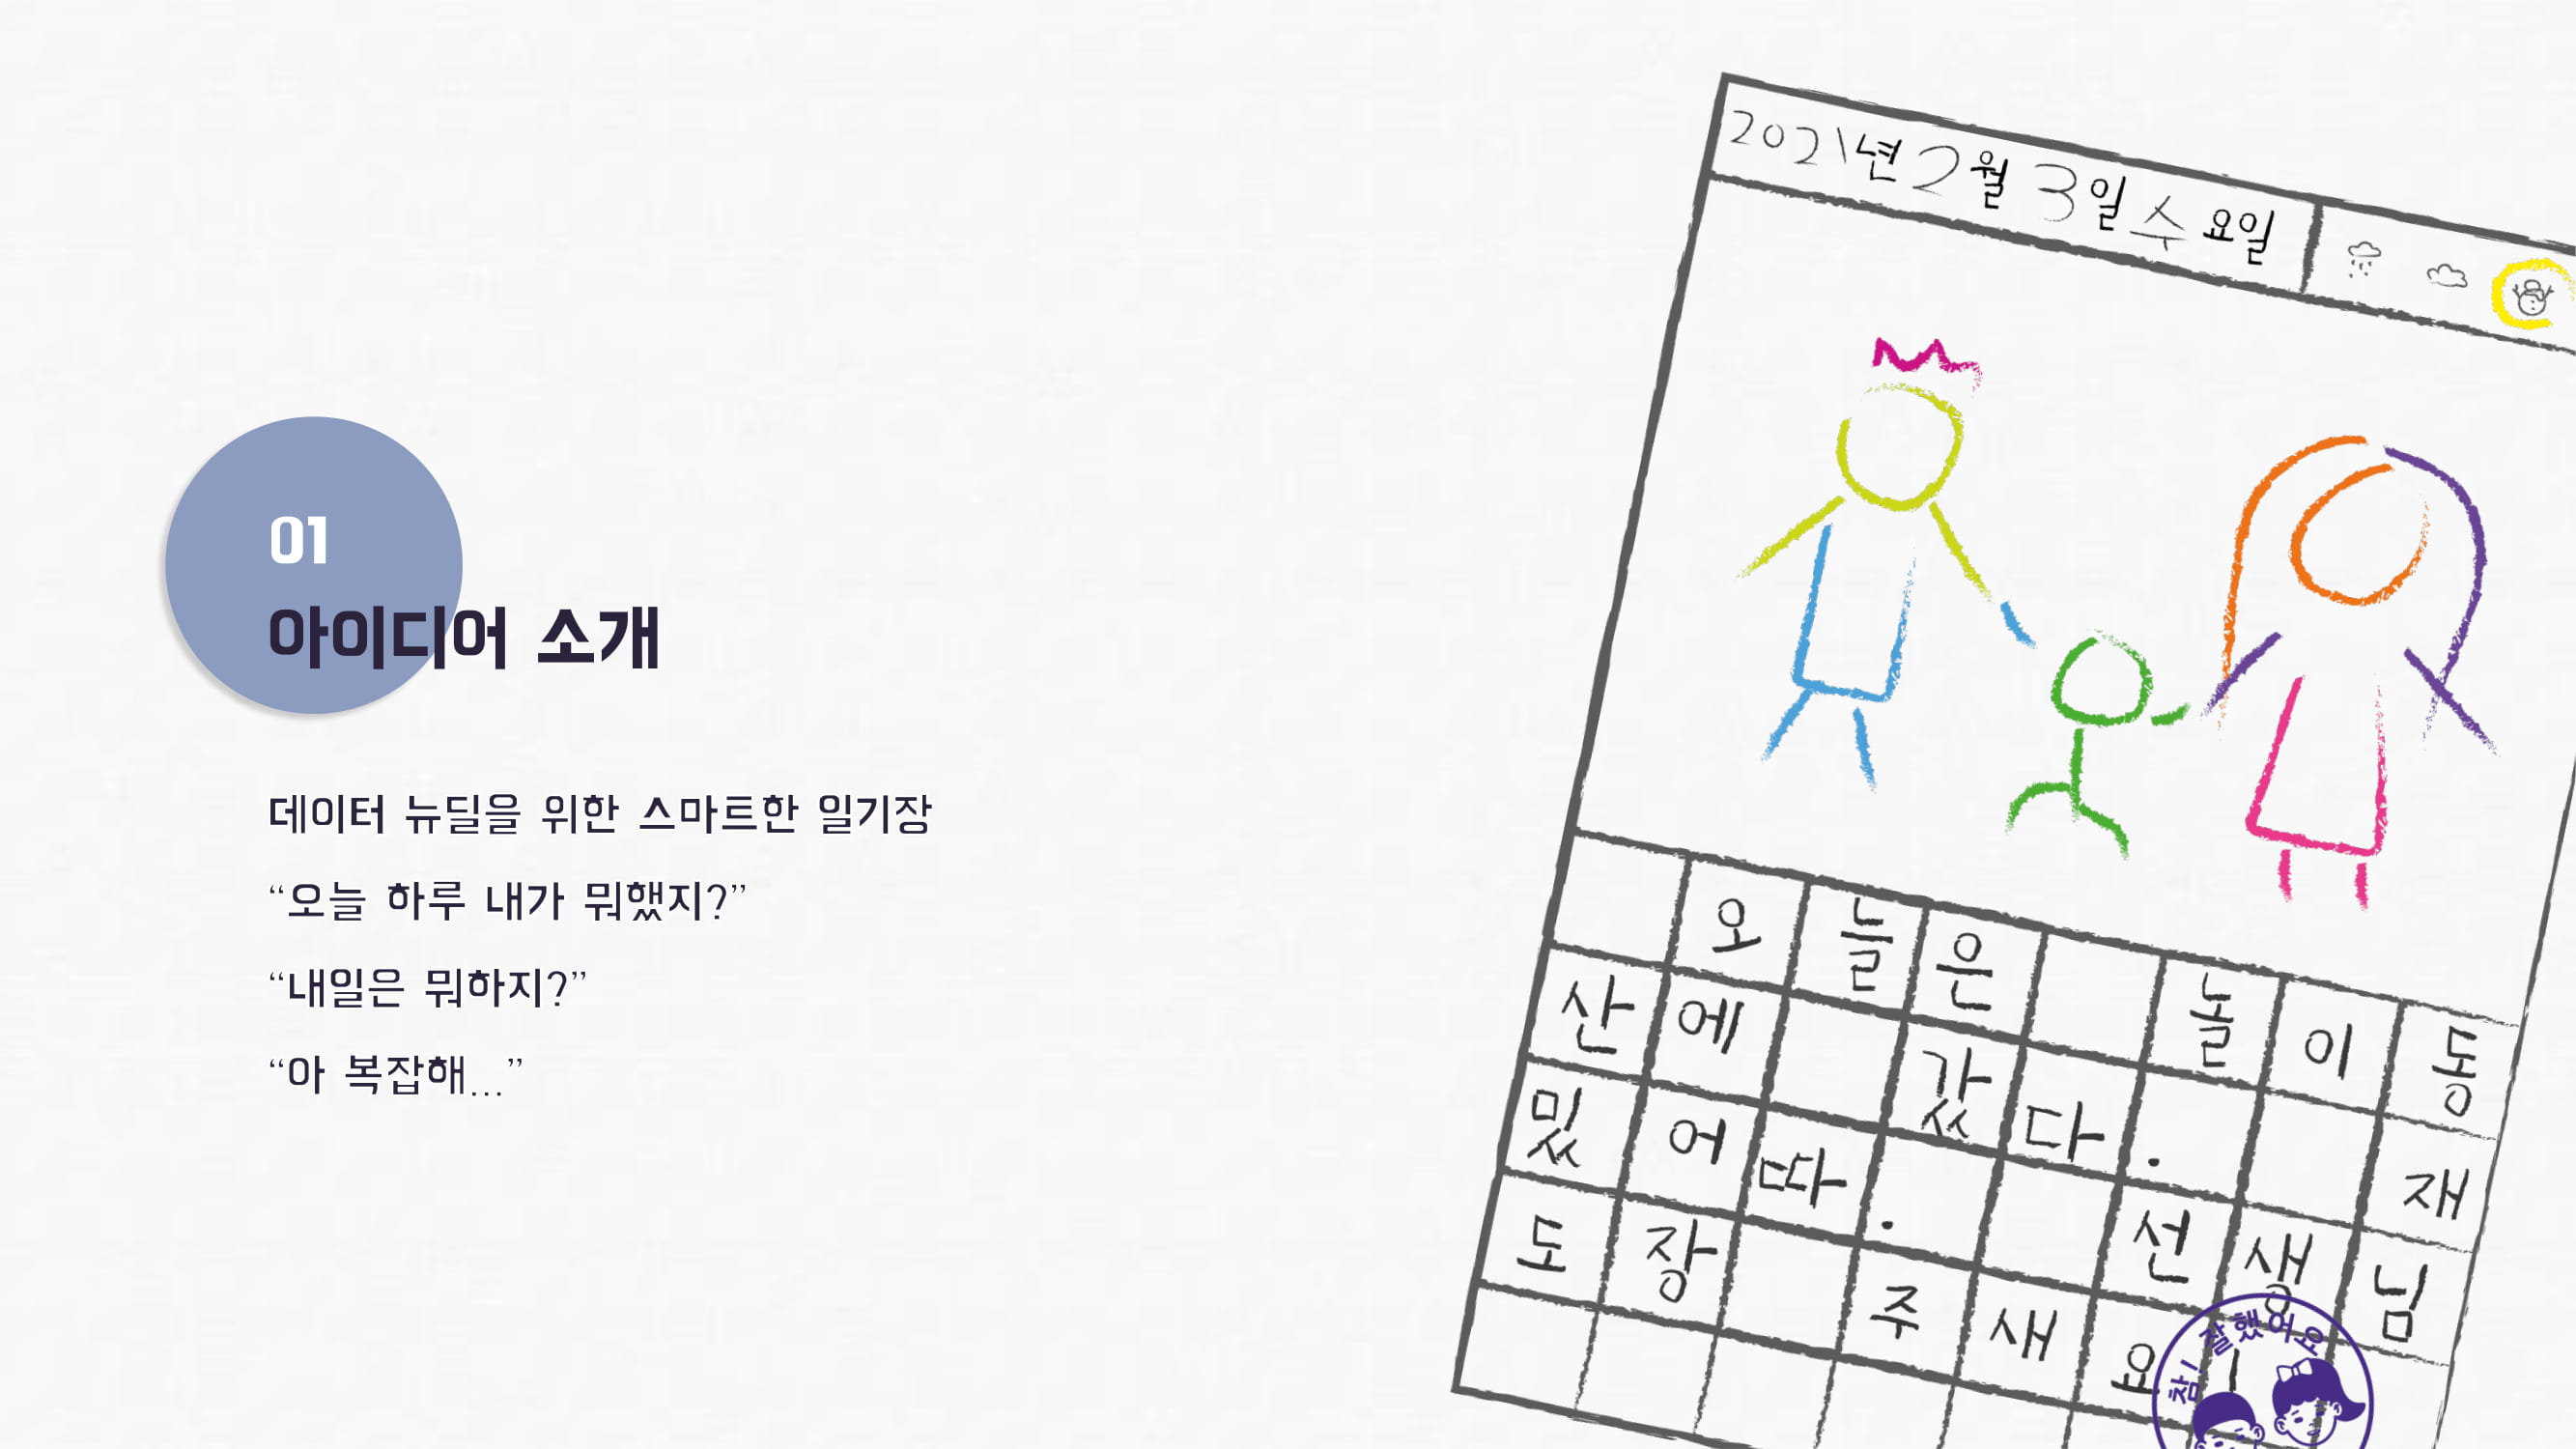 01
아이디어 소개
데이터 뉴딜을 위한 스마트한 일기장
“오늘 하루 내가 뭐했지?”
“내일은 뭐하지?”
“아 복잡해...”
2021년 2월 3일 수요일
오늘은 놀이동
산에 갔다. 재
밌어따. 선생님
도장 주세요!
참! 잘했어요